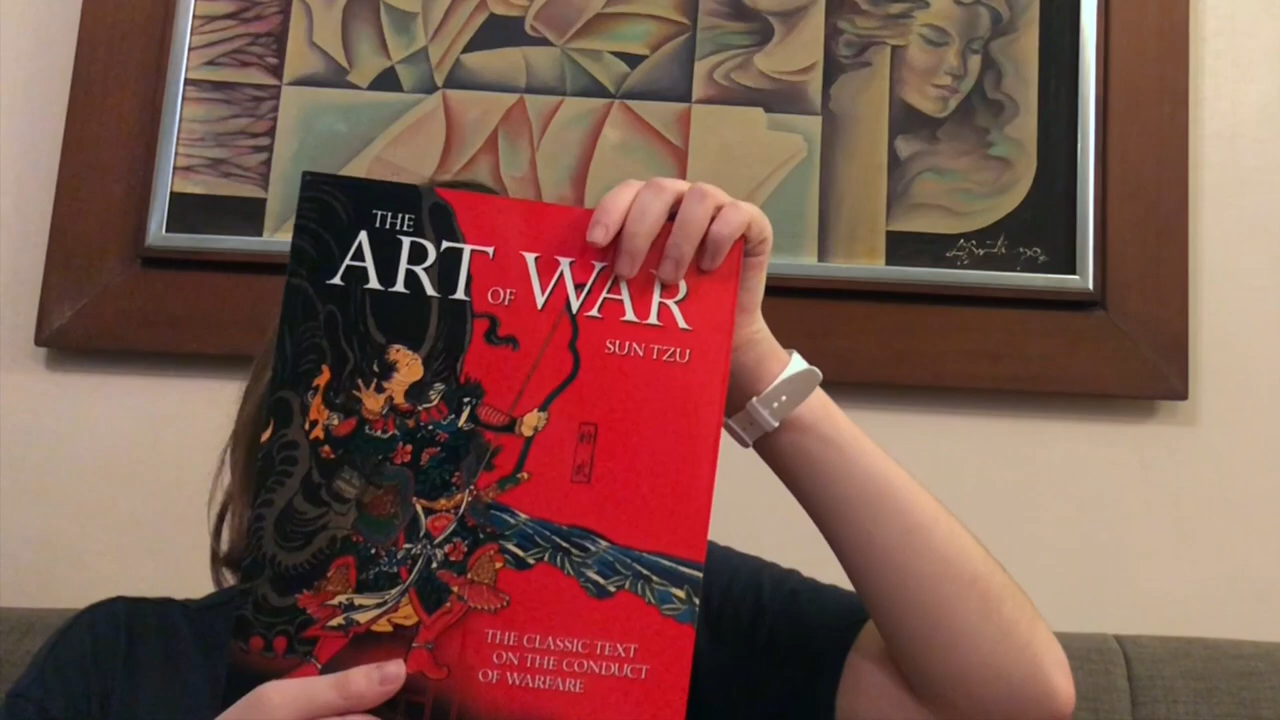 THE
ART OF WAR
SUN TZU
THE CLASSIC TEXT
ON THE CONDUCT
OF WARFARE